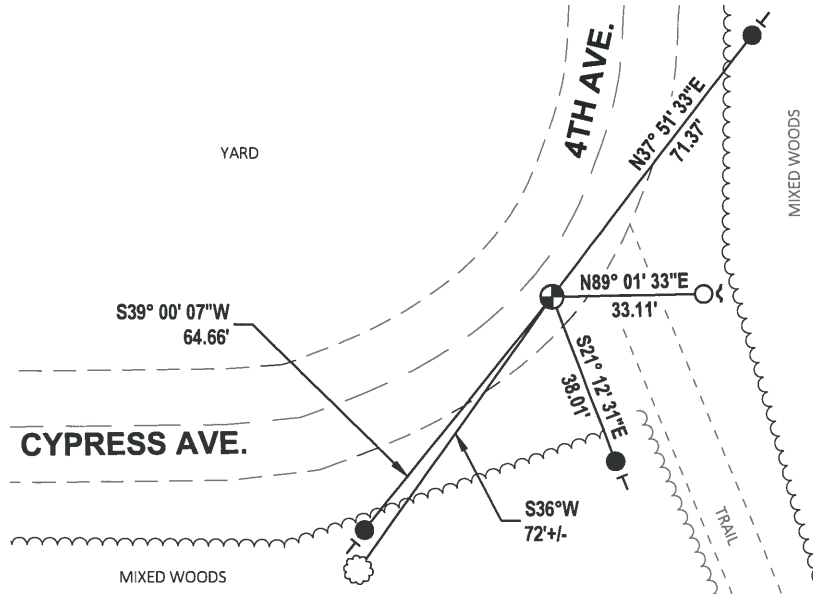 4TH AVE.
N37° 51' 33"E
71.37'
MIXED WOODS
YARD
N89° 01' 33"E
33.11'
S39° 00' 07"W
64.66'
S21° 12' 31"E
38.01'
CYPRESS AVE.
S36°W
72'+/-
TRAIL
MIXED WOODS